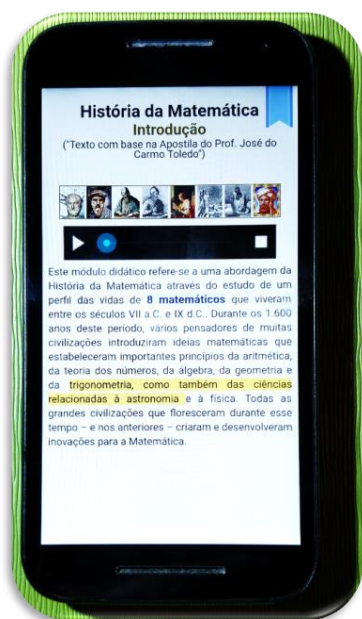 História da Matemática
Introdução
("Texto com base na Apostila do Prof. José do
Carmo Toledo")
Este módulo didático refere-se a uma abordagem da
História da Matemática através do estudo de um
perfil das vidas de 8 matemáticos que viveram
entre os séculos VII a.C. e IX d.C.. Durante os 1.600
anos deste período, vários pensadores de muitas
civilizações introduziram ideias matemáticas que
estabeleceram importantes princípios da aritmética,
da teoria dos números, da álgebra, da geometria e
da trigonometria, como também das ciências
relacionadas à astronomia e à física. Todas as
grandes civilizações que floresceram durante esse
tempo – e nos anteriores – criaram e desenvolveram
inovações para a Matemática.